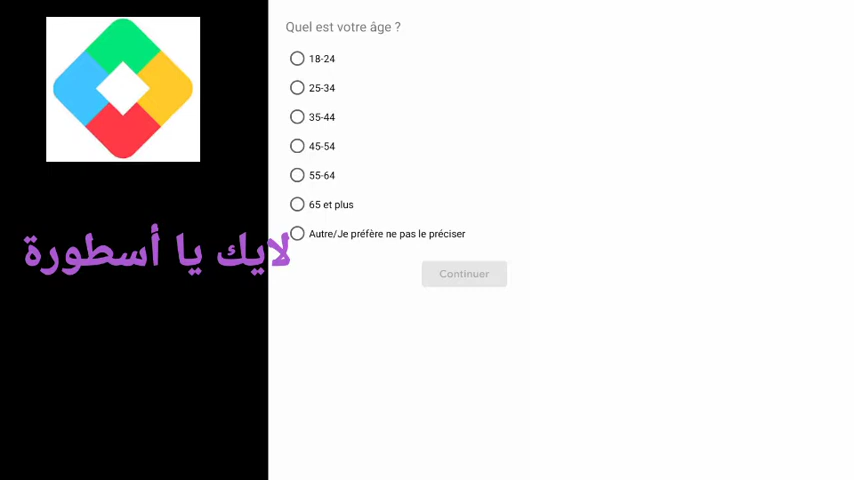 Quel est votre âge ?
18-24
25-34
35-44
45-54
55-64
65 et plus
Autre/Je préfère ne pas le préciser
لايك يا أسطورة
Continuer